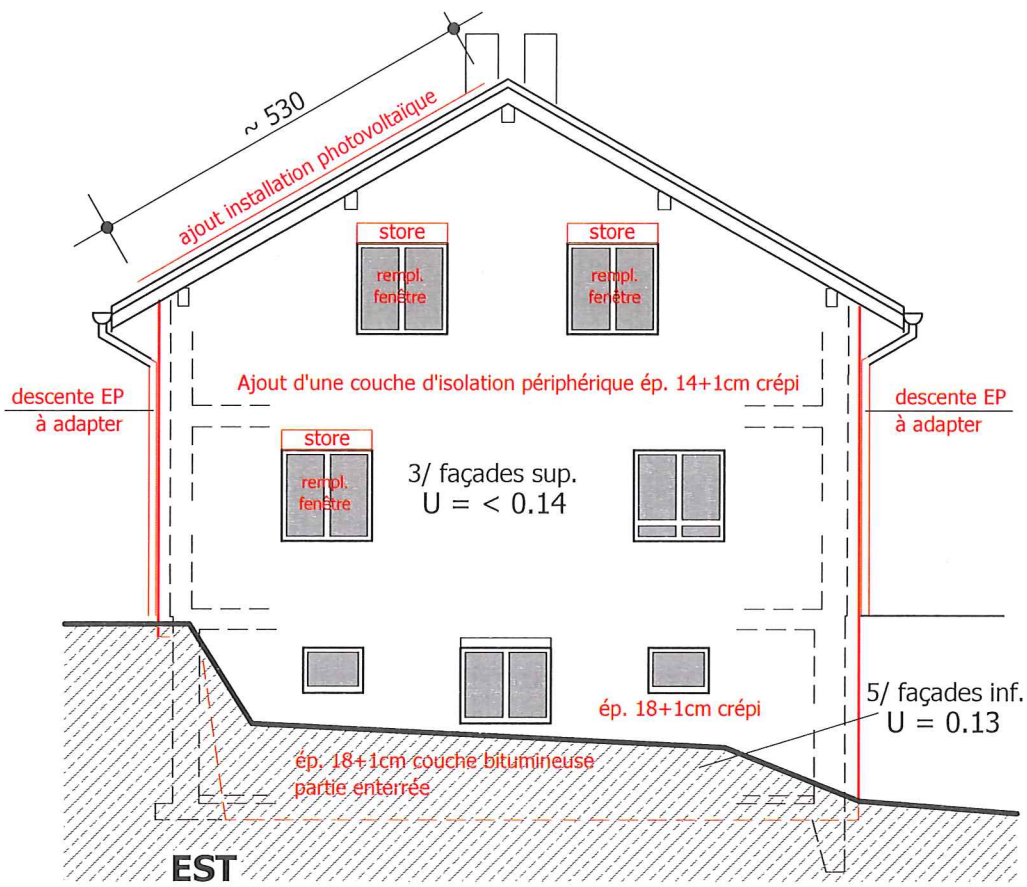 ~ 530
ajout installation photovoltaïque
store
store
rempl.
fenêtre
rempl.
fenêtre
Ajout d'une couche d'isolation périphérique ép. 14+1cm crépi
descente EP
à adapter
descente EP
à adapter
store
rempl.
fenêtre
3/ façades sup.
U = < 0.14
5/ façades inf.
U = 0.13
ép. 18+1cm crépi
ép. 18+1cm couche bitumineuse
partie enterrée
EST